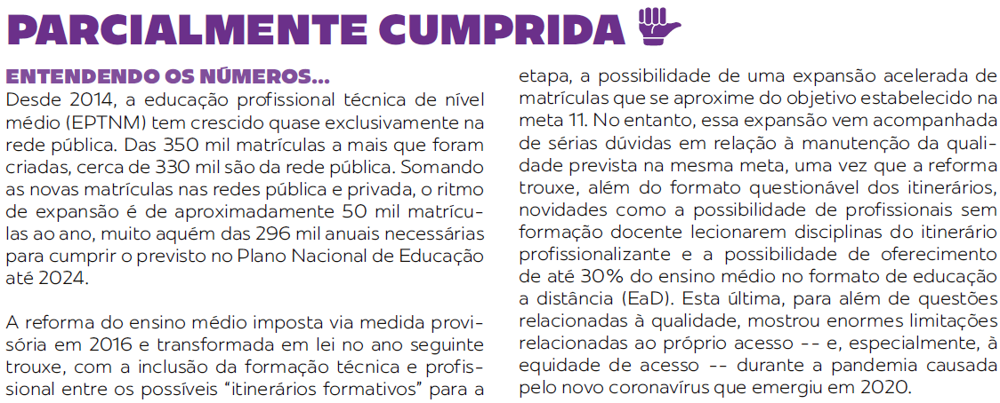 PARCIALMENTE CUMPRIDA
ENTENDENDO OS NÚMEROS...
Desde 2014, a educação profissional técnica de nível
médio (EPTNM) tem crescido quase exclusivamente na
rede pública. Das 350 mil matrículas a mais que foram
criadas, cerca de 330 mil são da rede pública. Somando
as novas matrículas nas redes pública e privada, o ritmo
de expansão é de aproximadamente 50 mil matrícu-
las ao ano, muito aquém das 296 mil anuais necessárias
para cumprir o previsto no Plano Nacional de Educação
até 2024.
A reforma do ensino médio imposta via medida provi-
sória em 2016 e transformada em lei no ano seguinte
trouxe, com a inclusão da formação técnica e profis-
sional entre os possíveis “itinerários formativos” para a
etapa, a possibilidade de uma expansão acelerada de
matrículas que se aproxime do objetivo estabelecido na
meta 11. No entanto, essa expansão vem acompanhada
de sérias dúvidas em relação à manutenção da quali-
dade prevista na mesma meta, uma vez que a reforma
trouxe, além do formato questionável dos itinerários,
novidades como a possibilidade de profissionais sem
formação docente lecionarem disciplinas do itinerário
profissionalizante e a possibilidade de oferecimento
de até 30% do ensino médio no formato de educação
a distância (EaD). Esta última, para além de questões
relacionadas à qualidade, mostrou enormes limitações
relacionadas ao próprio acesso -- e, especialmente, à
equidade de acesso -- durante a pandemia causada
pelo novo coronavírus que emergiu em 2020.